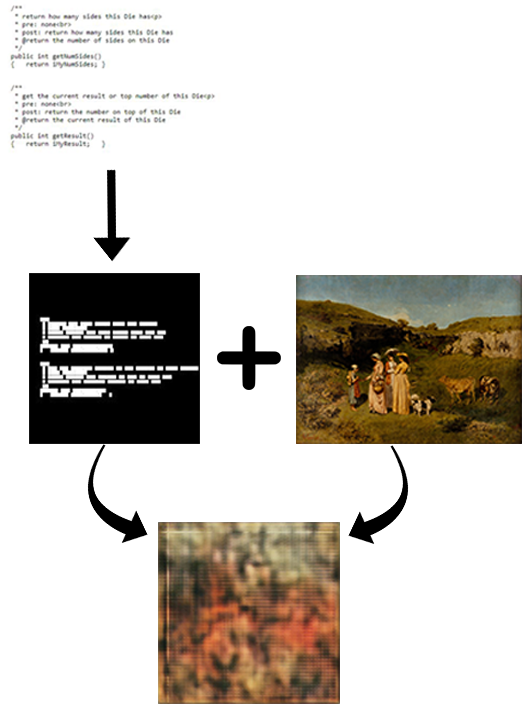 /**
* return how many sides this Die has<p>
* pre: none<br>
* post: return how many sides this Die has
* @return the number of sides on this Die
*/
public int getNumSides()
{   return iMyNumSides; }
/**
* get the current result or top number of this Die<p>
* pre: none<br>
* post: return the number on top of this Die
* @return the current result of this Die
*/
public int getResult()
{   return iMyResult;   }